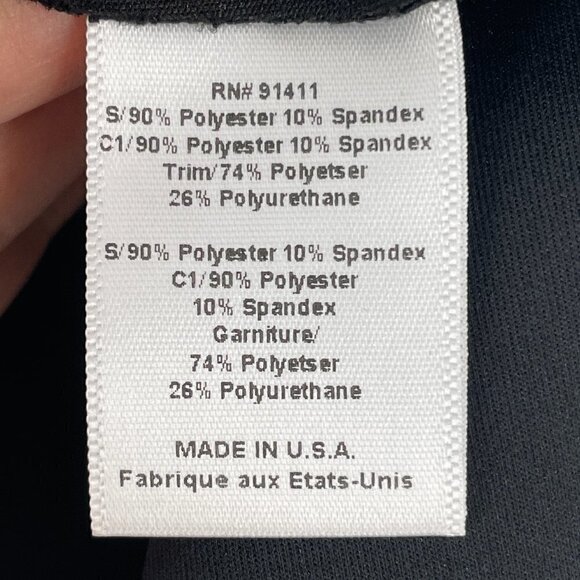 RN# 91411
S/90% Polyester 10% Spandex
C1/90% Polyester 10% Spandex
Trim/74% Polyetser
26% Polyurethane
S/90% Polyester 10% Spandex
C1/90% Polyester
10% Spandex
Garniture/
74% Polyetser
26% Polyurethane
MADE IN U.S.A.
Fabrique aux Etats-Unis